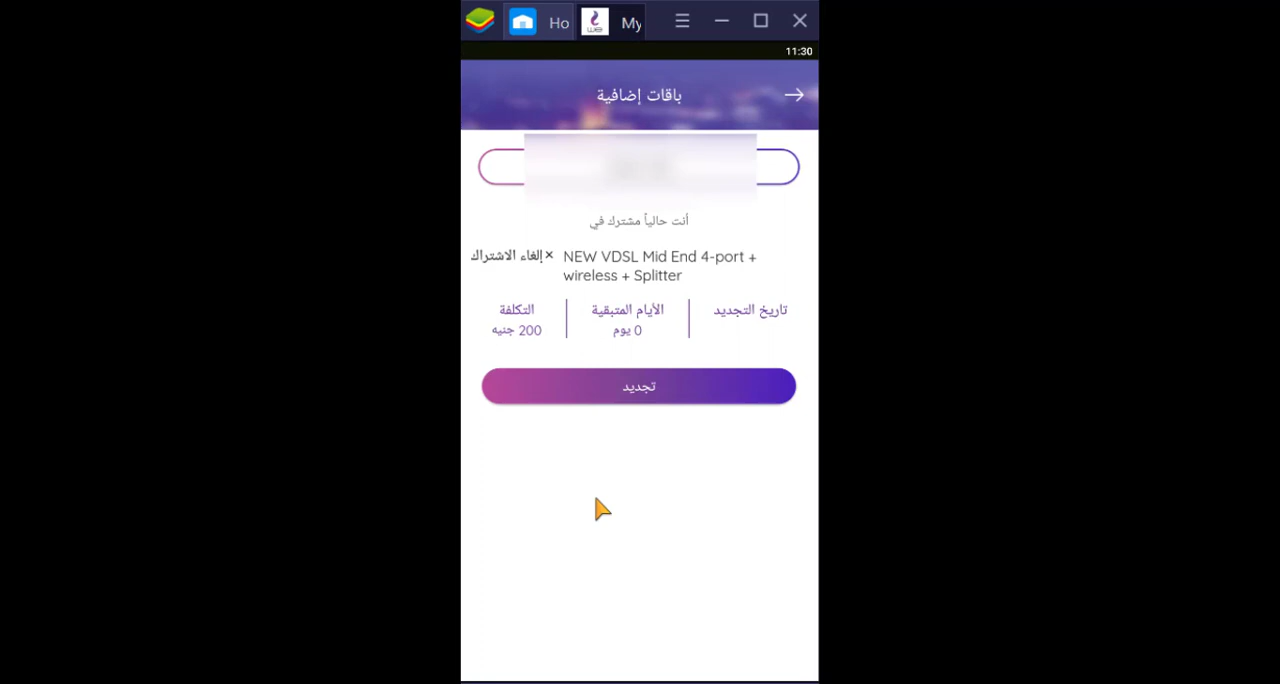 Ho
My
11:30
باقات إضافية
أنت حالياً مشترك في
NEW VDSL Mid End 4-port +
wireless + Splitter
× إلغاء الاشتراك
تاريخ التجديد
الأيام المتبقية
0 يوم
التكلفة
200 جنيه
تجديد